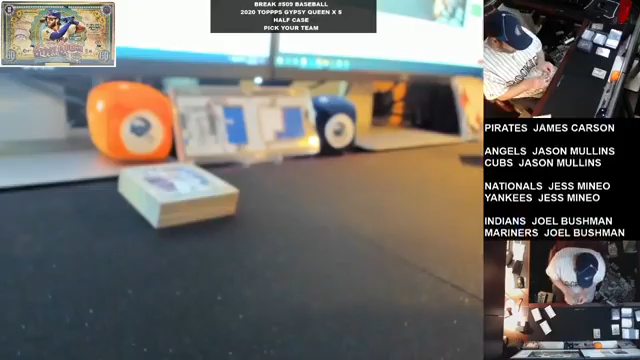 BREAK #509 BASEBALL
2020 TOPPPS GYPSY QUEEN X 5
HALF CASE
PICK YOUR TEAM
PIRATES JAMES CARSON
ANGELS JASON MULLINS
CUBS JASON MULLINS
NATIONALS JESS MINEO
YANKEES JESS MINEO
INDIANS JOEL BUSHMAN
MARINERS JOEL BUSHMAN